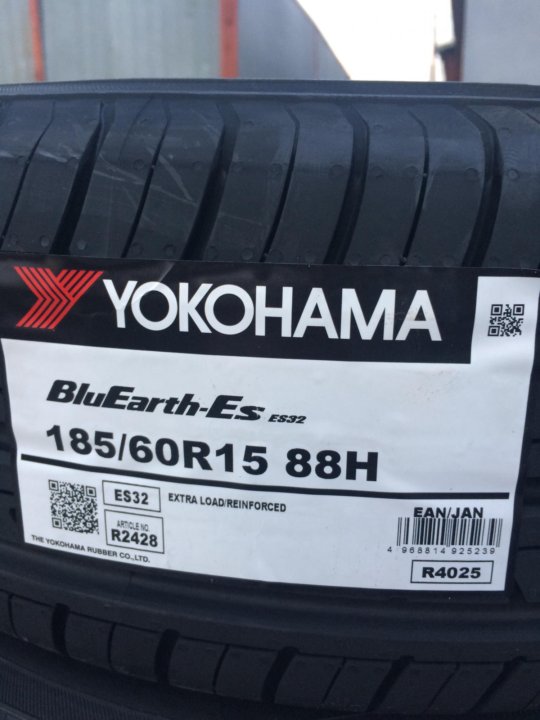 YOKOHAMA
BluEarth-Es ES32
185/60R15 88H
ES32
EXTRA LOAD/REINFORCED
ARTICLE NO.
R2428
THE YOKOHAMA RUBBER CO.,LTD.
EAN/JAN
4 968814 925239
R4025